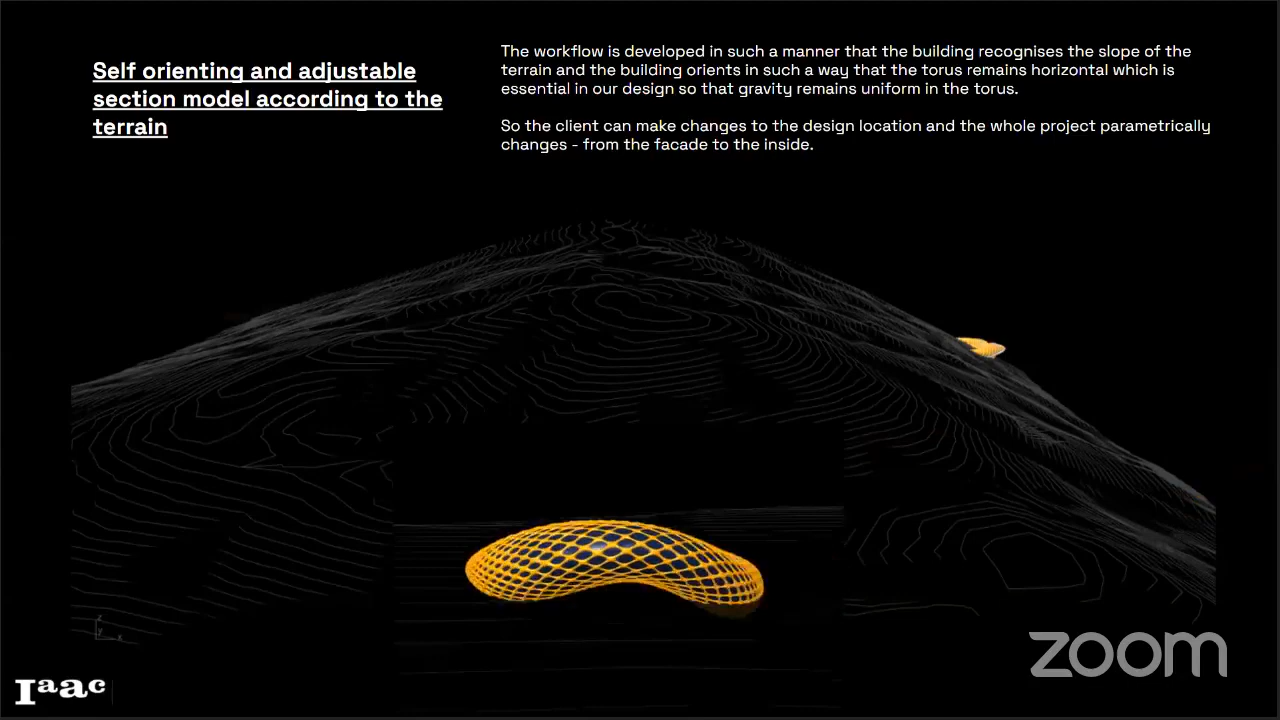 Self orienting and adjustable
section model according to the
terrain
The workflow is developed in such a manner that the building recognises the slope of the
terrain and the building orients in such a way that the torus remains horizontal which is
essential in our design so that gravity remains uniform in the torus.
So the client can make changes to the design location and the whole project parametrically
changes - from the facade to the inside.
z
y
x
Iaac
zoom